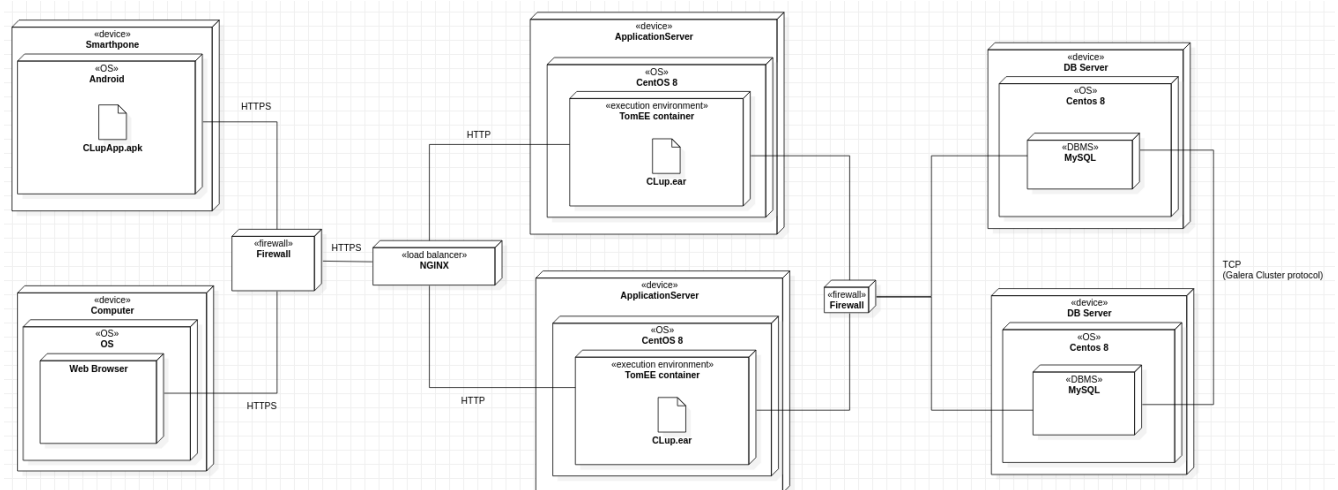 «device»
Smarthpone
«OS»
Android
CLupApp.apk
HTTPS
«device»
Computer
«OS»
OS
Web Browser
HTTPS
«firewall»
Firewall
HTTPS
«load balancer»
NGINX
HTTP
HTTP
«device»
ApplicationServer
«OS»
CentOS 8
«execution environment»
TomEE container
CLup.ear
«device»
ApplicationServer
«OS»
CentOS 8
«execution environment»
TomEE container
CLup.ear
«firewall»
Firewall
«device»
DB Server
«OS»
Centos 8
«DBMS»
MySQL
«device»
DB Server
«OS»
Centos 8
«DBMS»
MySQL
TCP
(Galera Cluster protocol)